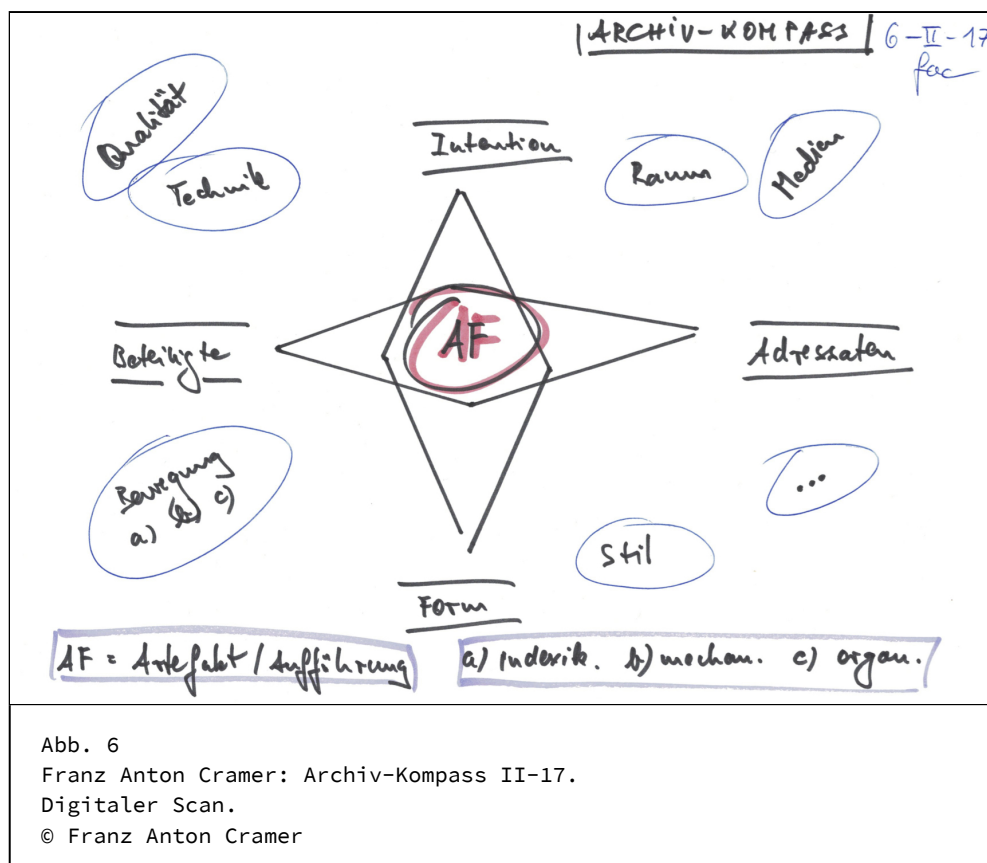 ARCHIV-KOMPASS 6-II-17
fac
Qualität
Technik
Intention
Raum
Medien
Beteiligte
AF
Adressaten
Bewegung
a) (b) c)
...
Stil
Form
AF = Artefakt / Aufführung
a) indexik. b) mechan. c) organ.
Abb. 6
Franz Anton Cramer: Archiv-Kompass II-17.
Digitaler Scan.
© Franz Anton Cramer